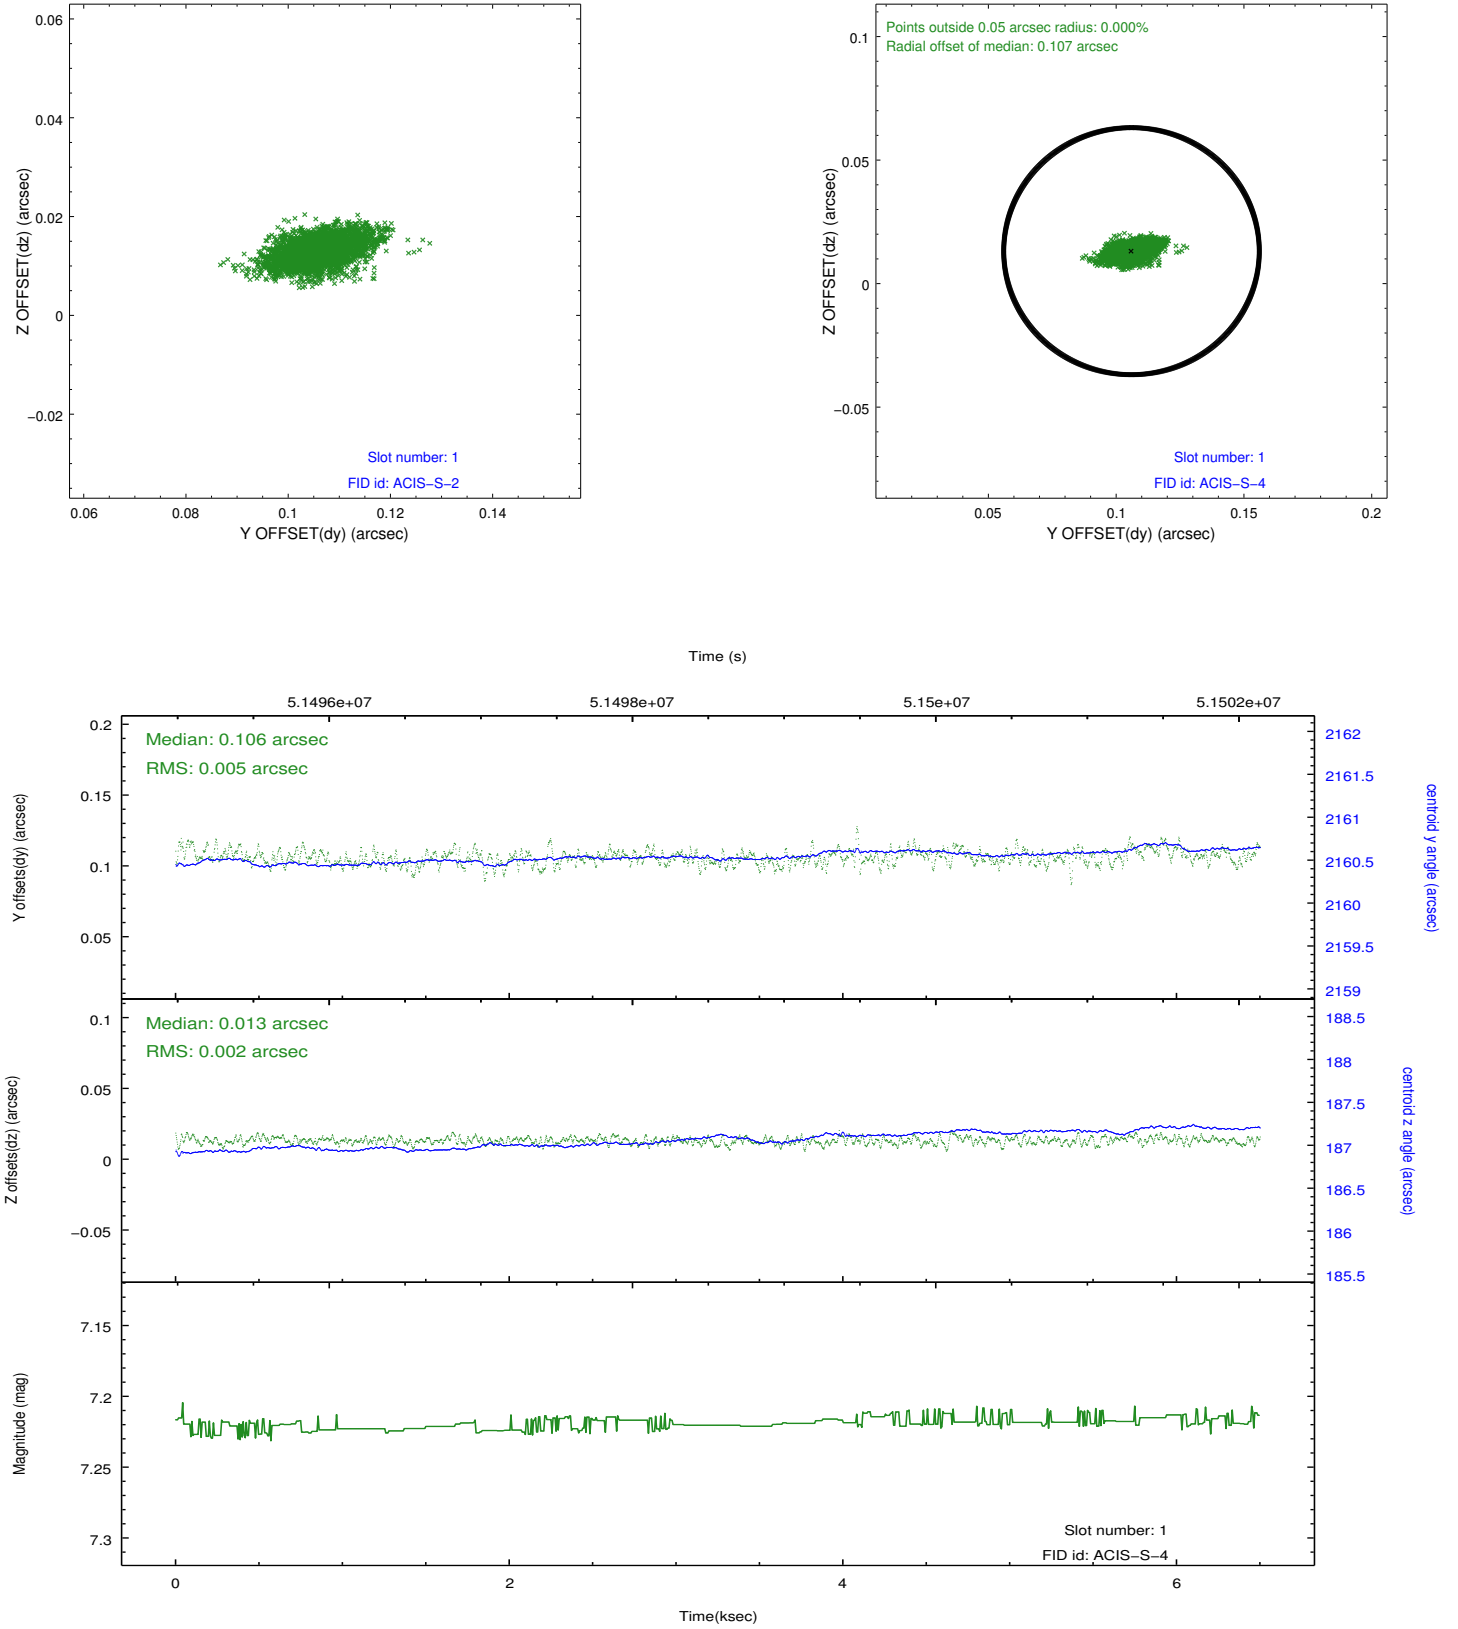 0.06
0.04
0.02
0
−0.02
Z OFFSET(dz) (arcsec)
Slot number: 1
FID id: ACIS−S−2
0.06 0.08 0.1 0.12 0.14
Y OFFSET(dy) (arcsec)
Points outside 0.05 arcsec radius: 0.000%
Radial offset of median: 0.107 arcsec
0.1
0.05
0
−0.05
Z OFFSET(dz) (arcsec)
Slot number: 1
FID id: ACIS−S−4
0.05 0.1 0.15 0.2
Y OFFSET(dy) (arcsec)
Time (s)
5.1496e+07 5.1498e+07 5.15e+07 5.1502e+07
Median: 0.106 arcsec
RMS: 0.005 arcsec
0.2
0.15
0.1
0.05
Y offsets(dy) (arcsec)
2162
2161.5
2161
2160.5
2160
2159.5
2159
centroid y angle (arcsec)
Median: 0.013 arcsec
RMS: 0.002 arcsec
0.1
0.05
0
−0.05
Z offsets(dz) (arcsec)
188.5
188
187.5
187
186.5
186
185.5
centroid z angle (arcsec)
7.15
7.2
7.25
7.3
Magnitude (mag)
Slot number: 1
FID id: ACIS−S−4
0 2 4 6
Time(ksec)